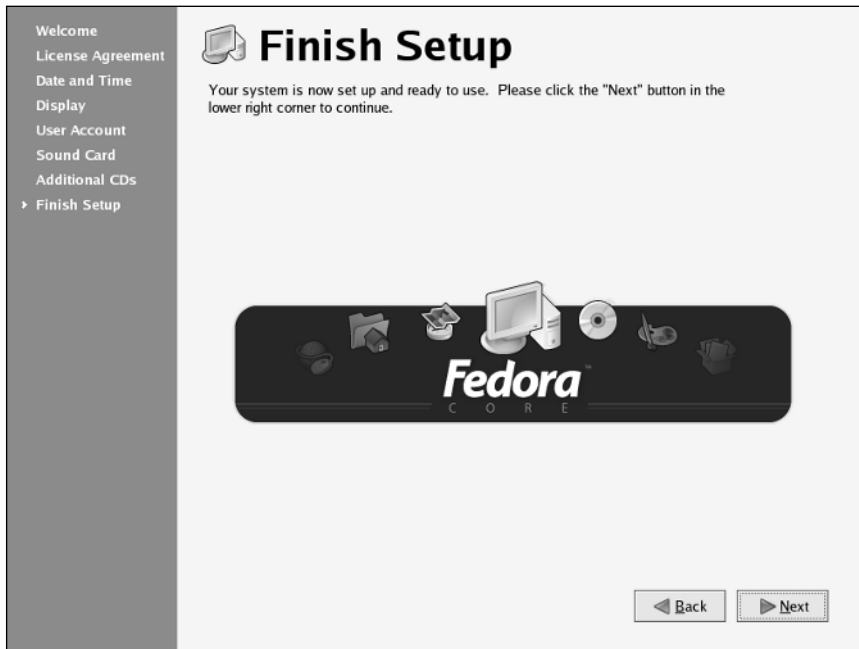 Welcome
License Agreement
Date and Time
Display
User Account
Sound Card
Additional CDs
Finish Setup
Finish Setup
Your system is now set up and ready to use. Please click the "Next" button in the
lower right corner to continue.
Fedora™
CORE
Back
Next